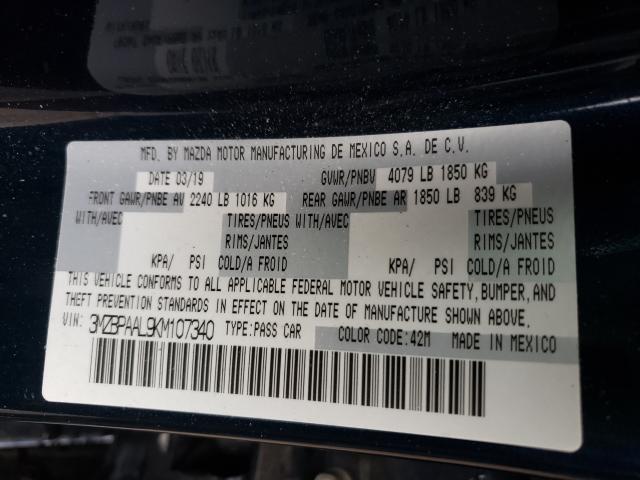 MFD. BY MAZDA MOTOR MANUFACTURING DE MEXICO S.A. DE C.V.
DATE 03/19 GVWR/PNBV 4079 LB 1850 KG
FRONT GAWR/PNBE AV 2240 LB 1016 KG REAR GAWR/PNBE AR 1850 LB 839 KG
WITH/AVEC TIRES/PNEUS WITH/AVEC TIRES/PNEUS
RIMS/JANTES RIMS/JANTES
KPA/ PSI COLD/A FROID KPA/ PSI COLD/A FROID
THIS VEHICLE CONFORMS TO ALL APPLICABLE FEDERAL MOTOR VEHICLE SAFETY, BUMPER, AND
THEFT PREVENTION STANDARDS IN EFFECT ON THE DATE OF MANUFACTURE SHOWN ABOVE.
VIN: 3MZBPAAL9KM107340 TYPE:PASS CAR COLOR CODE:42M MADE IN MEXICO